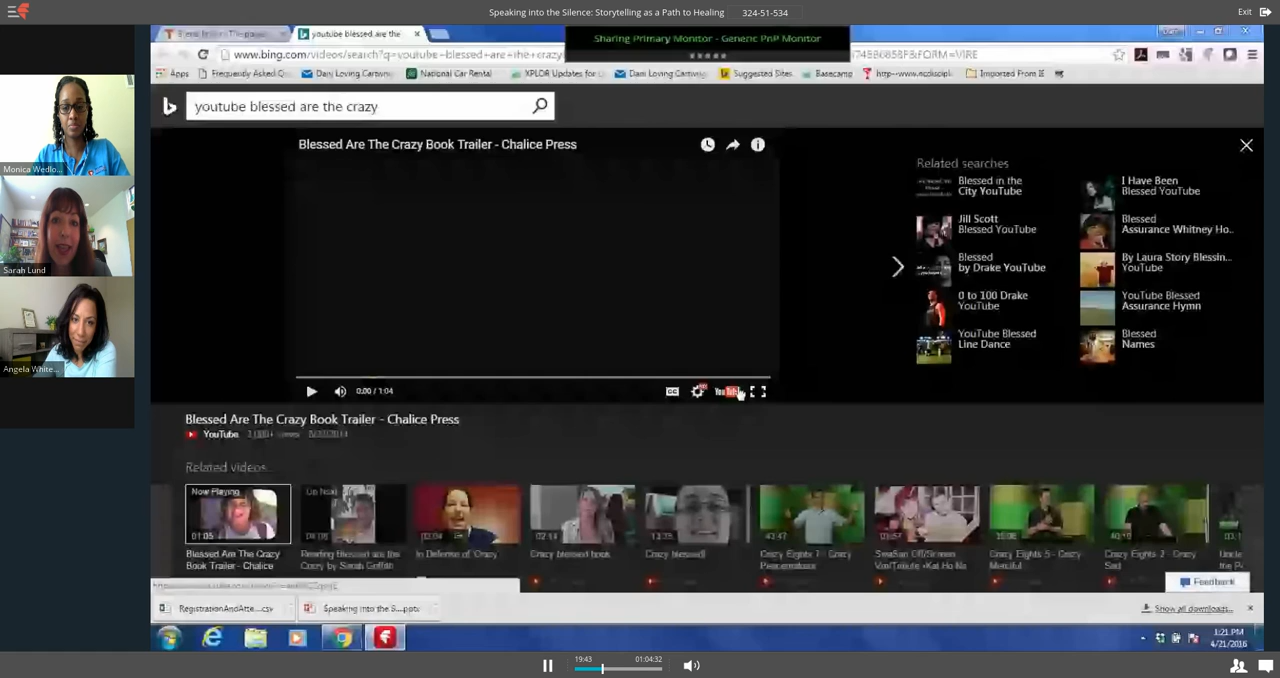 Speaking into the Silence: Storytelling as a Path to Healing 324-51-534
Exit
youtube blessed are the
Sharing Primary Monitor - Generic PnP Monitor
www.bing.com/videos/search?q=youtube+blessed+are+the+crazy
Apps
Frequently Asked Q
National Car Rental
XPLOR Updates for
Suggested Sites
Basecamp
Imported From IE
youtube blessed are the crazy
Blessed Are The Crazy Book Trailer - Chalice Press
Monica Wedlo...
Sarah Lund
Angela White...
Related searches
Blessed in the City YouTube
I Have Been Blessed YouTube
Jill Scott Blessed YouTube
Blessed Assurance Whitney Ho..
Blessed by Drake YouTube
By Laura Story Blessin... YouTube
0 to 100 Drake YouTube
YouTube Blessed Assurance Hymn
YouTube Blessed Line Dance
Blessed Names
0:00 / 1:04
CC
YouTube
Blessed Are The Crazy Book Trailer - Chalice Press
YouTube
Related videos
Now Playing
Up Next
01:05
Blessed Are The Crazy
Book Trailer - Chalice
Reading Blessed are the
Crazy by Sarah Griffith
In Defense of 'Crazy'
Crazy blessed book
Crazy blessed!
Crazy Eights 7 - Crazy
Peacemakers
Crazy Eights 5 - Crazy
Merciful
Crazy Eights 2 - Crazy
Sad
Feedback
RegistrationAndAtte....csv
Speaking into the S....pptx
Show all downloads...
1:21 PM
4/21/2016
19:43
01:04:32